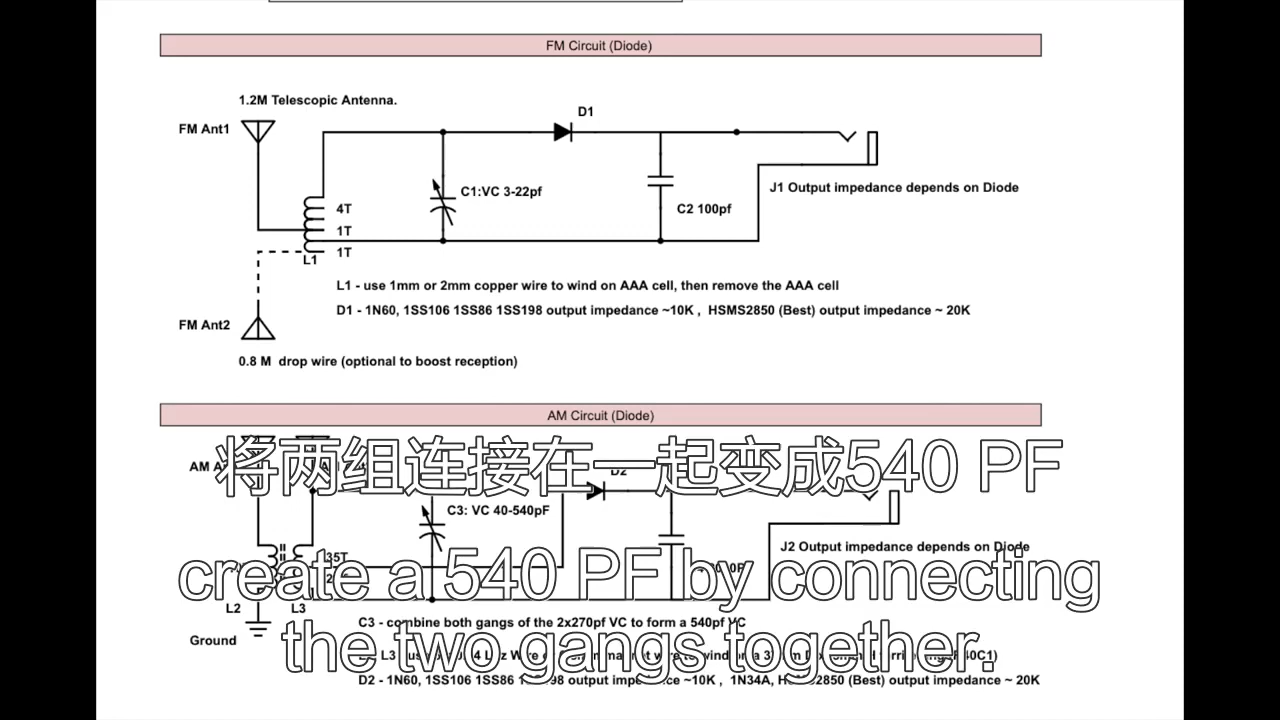 FM Circuit (Diode)
1.2M Telescopic Antenna.
D1
FM Ant1
C1:VC 3-22pf
J1 Output impedance depends on Diode
4T
C2 100pf
1T
1T
L1
L1 - use 1mm or 2mm copper wire to wind on AAA cell, then remove the AAA cell
D1 - 1N60, 1SS106 1SS86 1SS198 output impedance ~10K , HSMS2850 (Best) output impedance ~ 20K
FM Ant2
0.8 M drop wire (optional to boost reception)
AM Circuit (Diode)
将两组连接在一起变成540 PF
AM
D2
C3: VC 40-540pF
J2 Output impedance depends on Diode
35T
create a 540 PF by connecting
L2
L3
C3 - combine both gangs of the 2x270pf VC to form a 540pf VC
Ground
the two gangs together.
L3
D2 - 1N60, 1SS106 1SS86 output impedance ~10K , 1N34A, (Best) output impedance ~ 20K